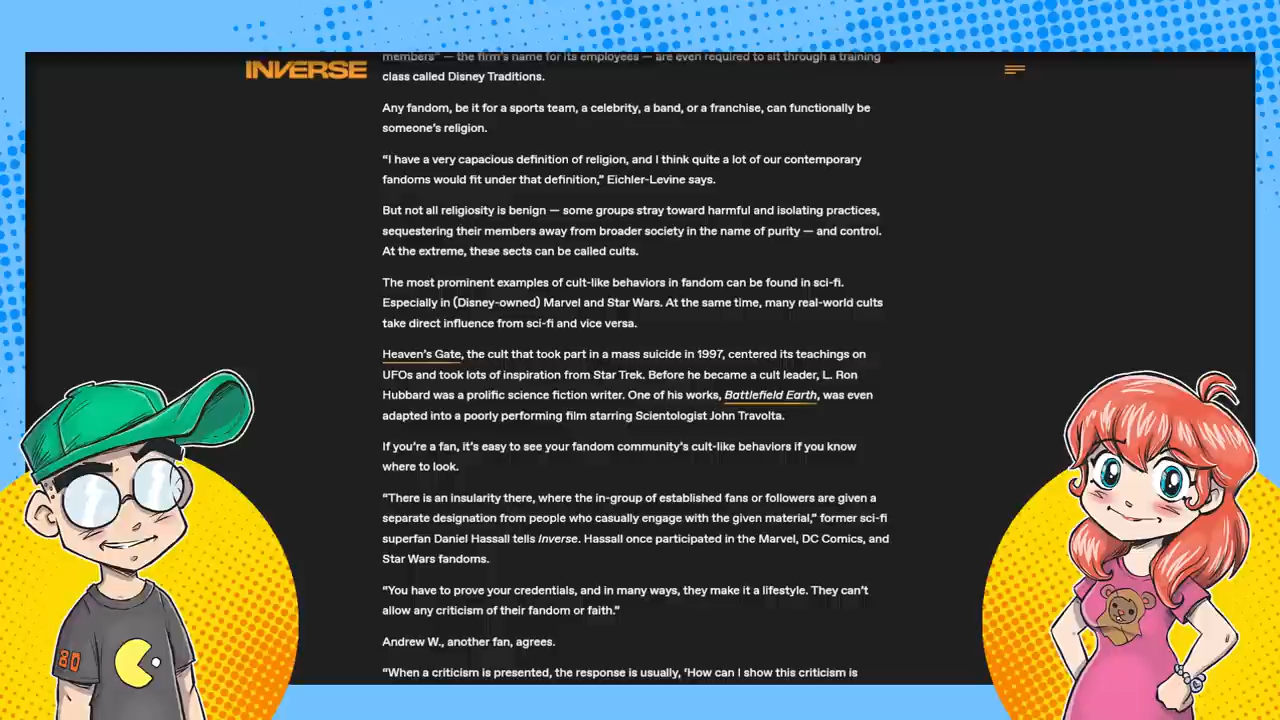 members” — the firm’s name for its employees — are even required to sit through a training
INVERSE
class called Disney Traditions.
Any fandom, be it for a sports team, a celebrity, a band, or a franchise, can functionally be
someone’s religion.
“I have a very capacious definition of religion, and I think quite a lot of our contemporary
fandoms would fit under that definition,” Eichler-Levine says.
But not all religiosity is benign — some groups stray toward harmful and isolating practices,
sequestering their members away from broader society in the name of purity — and control.
At the extreme, these sects can be called cults.
The most prominent examples of cult-like behaviors in fandom can be found in sci-fi.
Especially in (Disney-owned) Marvel and Star Wars. At the same time, many real-world cults
take direct influence from sci-fi and vice versa.
Heaven’s Gate, the cult that took part in a mass suicide in 1997, centered its teachings on
UFOs and took lots of inspiration from Star Trek. Before he became a cult leader, L. Ron
Hubbard was a prolific science fiction writer. One of his works, Battlefield Earth, was even
adapted into a poorly performing film starring Scientologist John Travolta.
If you’re a fan, it’s easy to see your fandom community’s cult-like behaviors if you know
where to look.
“There is an insularity there, where the in-group of established fans or followers are given a
separate designation from people who casually engage with the given material,” former sci-fi
superfan Daniel Hassall tells Inverse. Hassall once participated in the Marvel, DC Comics, and
Star Wars fandoms.
“You have to prove your credentials, and in many ways, they make it a lifestyle. They can’t
allow any criticism of their fandom or faith.”
Andrew W., another fan, agrees.
“When a criticism is presented, the response is usually, ‘How can I show this criticism is
80